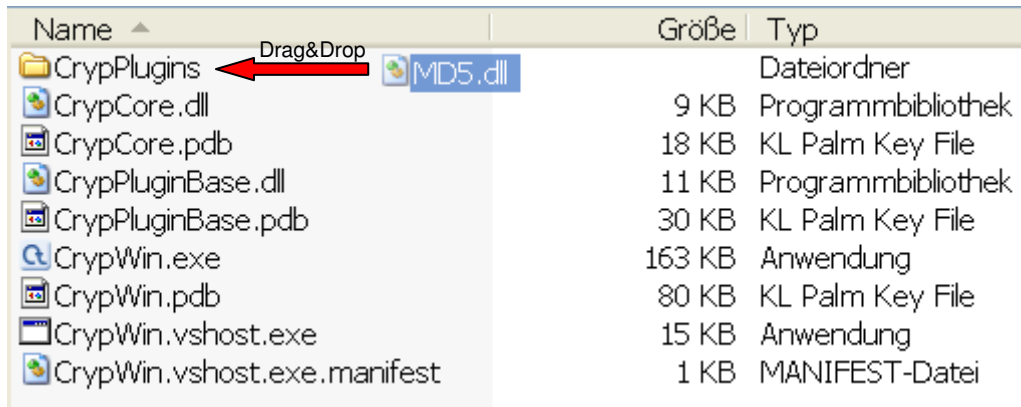 Name Größe Typ
CrypPlugins Drag&Drop MD5.dll Dateiordner
CrypCore.dll 9 KB Programmbibliothek
CrypCore.pdb 18 KB KL Palm Key File
CrypPluginBase.dll 11 KB Programmbibliothek
CrypPluginBase.pdb 30 KB KL Palm Key File
CrypWin.exe 163 KB Anwendung
CrypWin.pdb 80 KB KL Palm Key File
CrypWin.vshost.exe 15 KB Anwendung
CrypWin.vshost.exe.manifest 1 KB MANIFEST-Datei